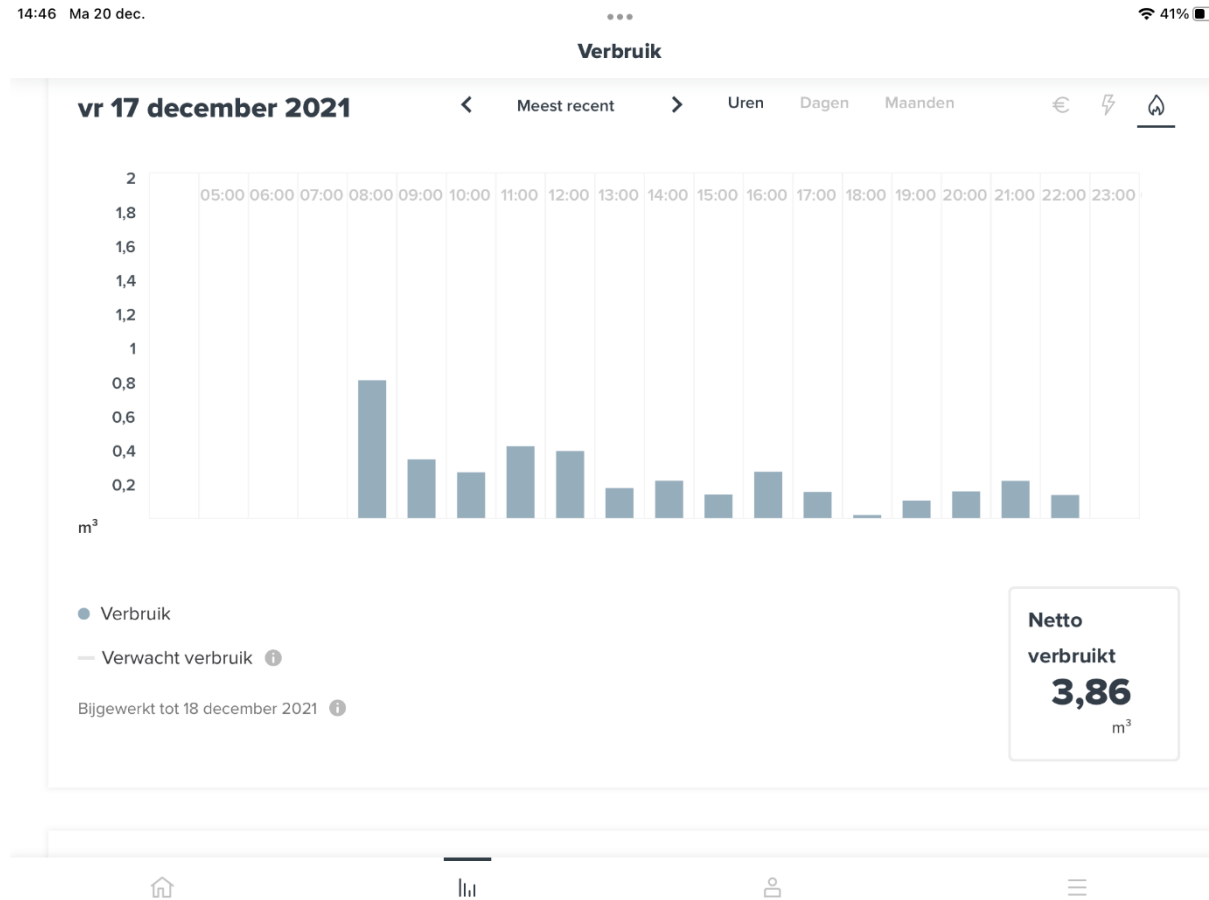 14:46 Ma 20 dec.
41%
Verbruik
vr 17 december 2021
Meest recent
Uren Dagen Maanden
€
2
05:00 06:00 07:00 08:00 09:00 10:00 11:00 12:00 13:00 14:00 15:00 16:00 17:00 18:00 19:00 20:00 21:00 22:00 23:00
1,8
1,6
1,4
1,2
1
0,8
0,6
0,4
0,2
m³
Verbruik
Verwacht verbruik i
Bijgewerkt tot 18 december 2021 i
Netto
verbruikt
3,86
m³